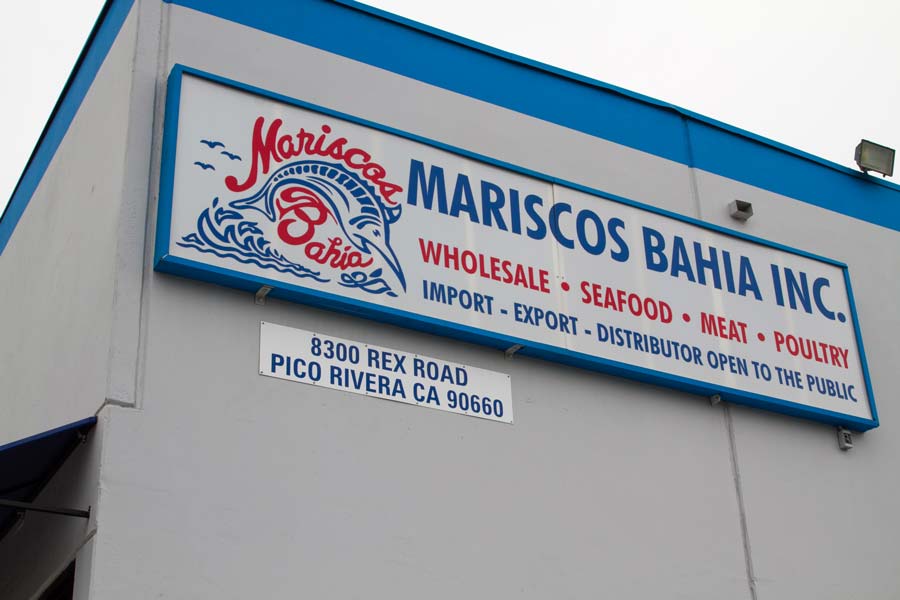 Mariscos
Bahia
MARISCOS BAHIA INC.
WHOLESALE • SEAFOOD • MEAT • POULTRY
IMPORT - EXPORT - DISTRIBUTOR OPEN TO THE PUBLIC
8300 REX ROAD
PICO RIVERA CA 90660